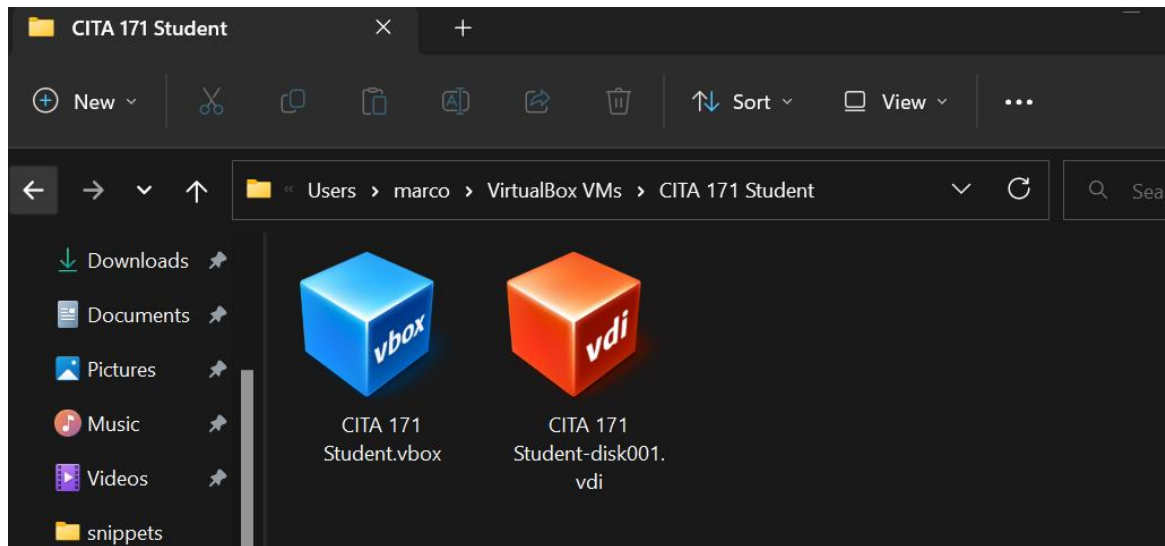 CITA 171 Student
New
Sort
View
« Users > marco > VirtualBox VMs > CITA 171 Student
Sea
Downloads
Documents
Pictures
Music
Videos
snippets
vbox
vdi
CITA 171
Student.vbox
CITA 171
Student-disk001.
vdi